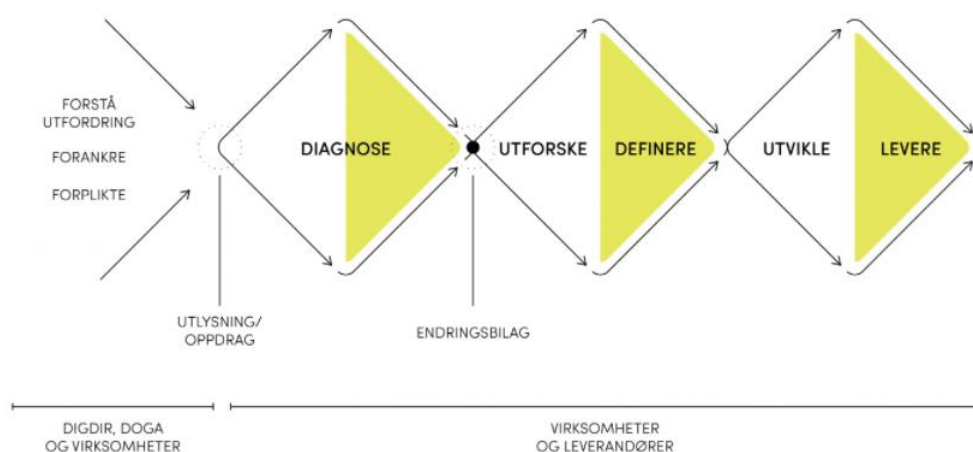 FORSTÅ
UTFORDRING
FORANKRE
FORPLIKTE
DIAGNOSE
UTFORSKE
DEFINERE
UTVIKLE
LEVERE
UTLYSNING/
OPPDRAG
ENDRINGSBILAG
DIGDIR, DOGA
OG VIRKSOMHETER
VIRKSOMHETER
OG LEVERANDØRER